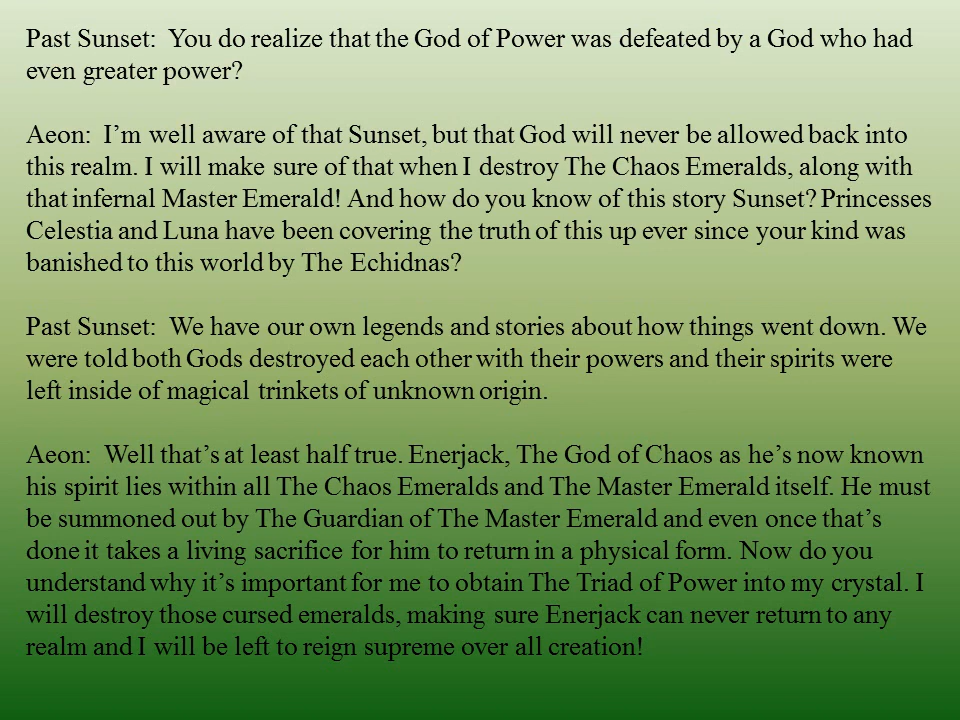 Past Sunset:  You do realize that the God of Power was defeated by a God who had
even greater power?

Aeon:  I’m well aware of that Sunset, but that God will never be allowed back into
this realm. I will make sure of that when I destroy The Chaos Emeralds, along with
that infernal Master Emerald! And how do you know of this story Sunset? Princesses
Celestia and Luna have been covering the truth of this up ever since your kind was
banished to this world by The Echidnas?

Past Sunset:  We have our own legends and stories about how things went down. We
were told both Gods destroyed each other with their powers and their spirits were
left inside of magical trinkets of unknown origin.

Aeon:  Well that’s at least half true. Enerjack, The God of Chaos as he’s now known
his spirit lies within all The Chaos Emeralds and The Master Emerald itself. He must
be summoned out by The Guardian of The Master Emerald and even once that’s
done it takes a living sacrifice for him to return in a physical form. Now do you
understand why it’s important for me to obtain The Triad of Power into my crystal. I
will destroy those cursed emeralds, making sure Enerjack can never return to any
realm and I will be left to reign supreme over all creation!